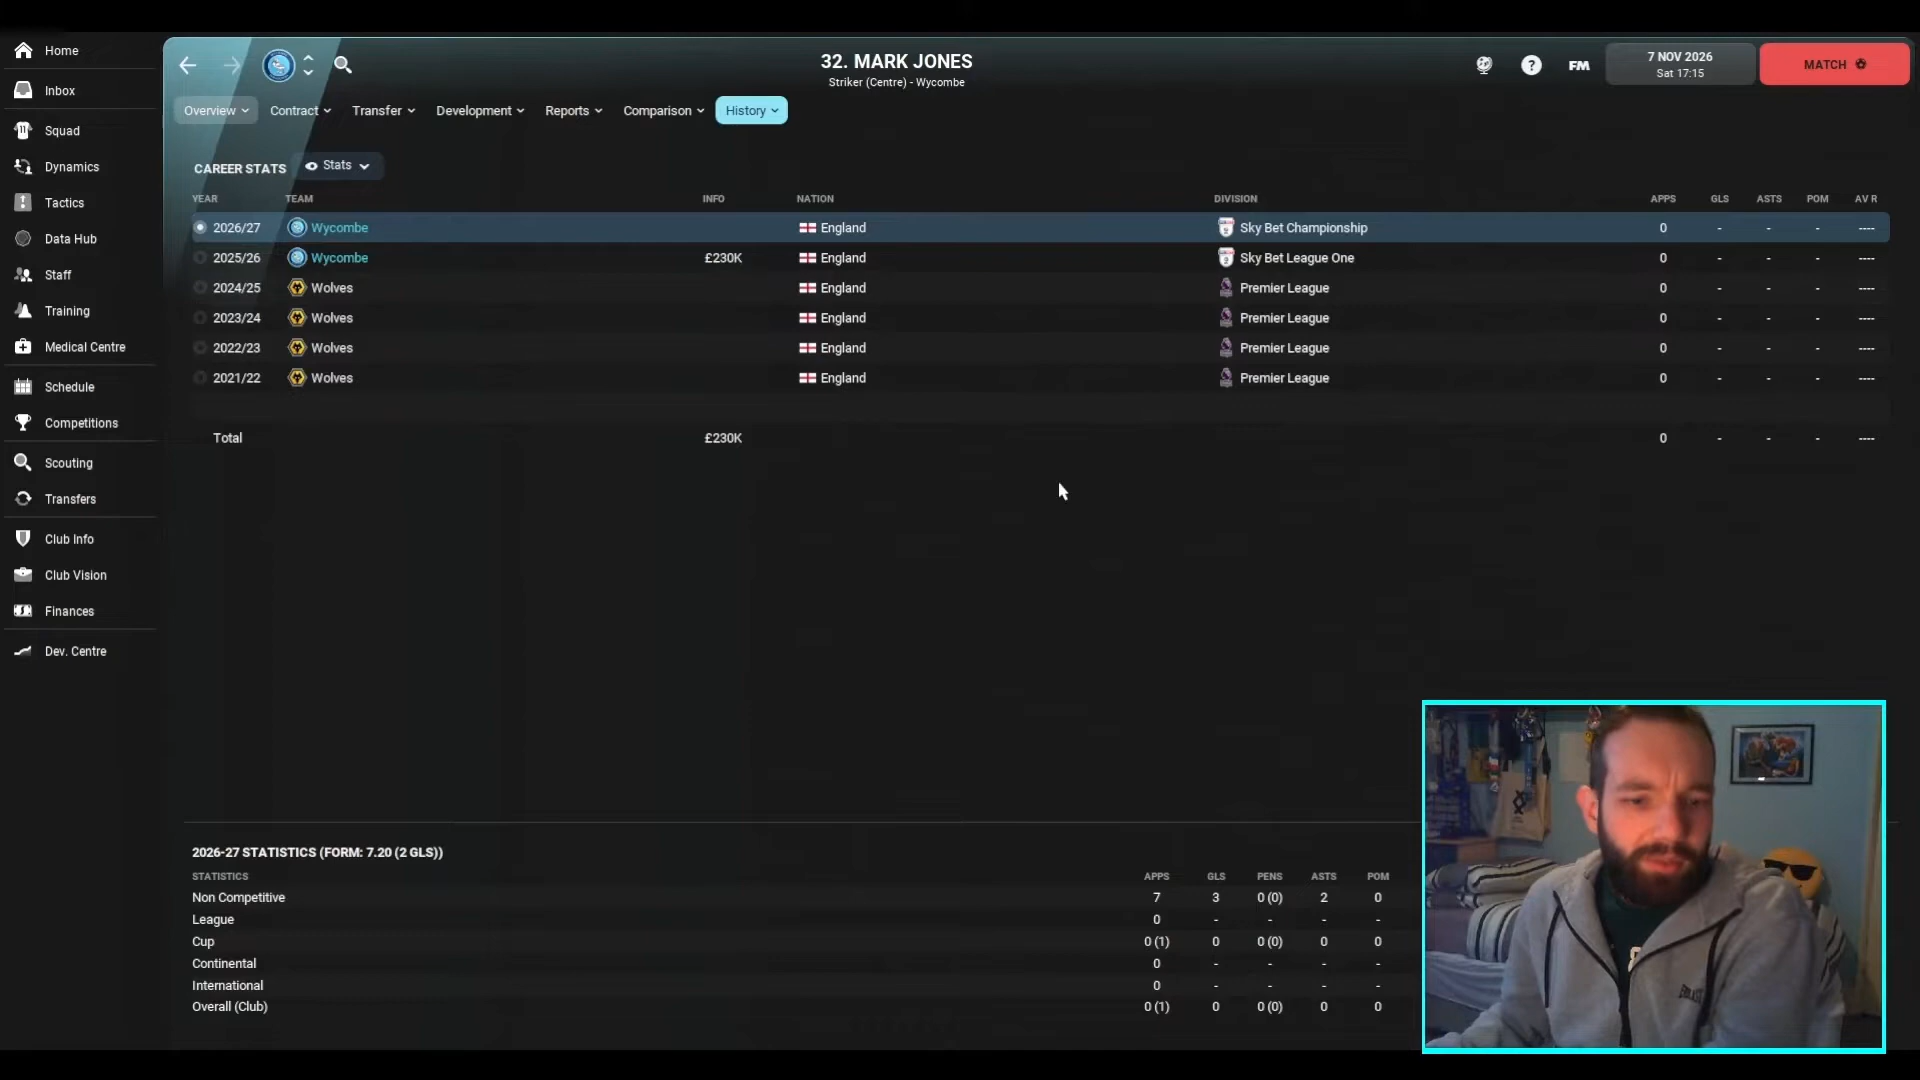 32. MARK JONES
Striker (Centre) - Wycombe
FM
7 NOV 2026
Sat 17:15
MATCH
Home
Inbox
Squad
Dynamics
Tactics
Data Hub
Staff
Training
Medical Centre
Schedule
Competitions
Scouting
Transfers
Club Info
Club Vision
Finances
Dev. Centre
Overview Contract Transfer Development Reports Comparison History
CAREER STATS Stats
YEAR TEAM INFO NATION DIVISION APPS GLS ASTS POM AV R
2026/27 Wycombe England Sky Bet Championship 0 - - - ----
2025/26 Wycombe £230K England Sky Bet League One 0 - - - ----
2024/25 Wolves England Premier League 0 - - - ----
2023/24 Wolves England Premier League 0 - - - ----
2022/23 Wolves England Premier League 0 - - - ----
2021/22 Wolves England Premier League 0 - - - ----
Total £230K 0 - - - ----
2026-27 STATISTICS (FORM: 7.20 (2 GLS))
STATISTICS APPS GLS PENS ASTS POM
Non Competitive 7 3 0 (0) 2 0
League 0 - - - -
Cup 0 (1) 0 0 (0) 0 0
Continental 0 - - - -
International 0 - - - -
Overall (Club) 0 (1) 0 0 (0) 0 0